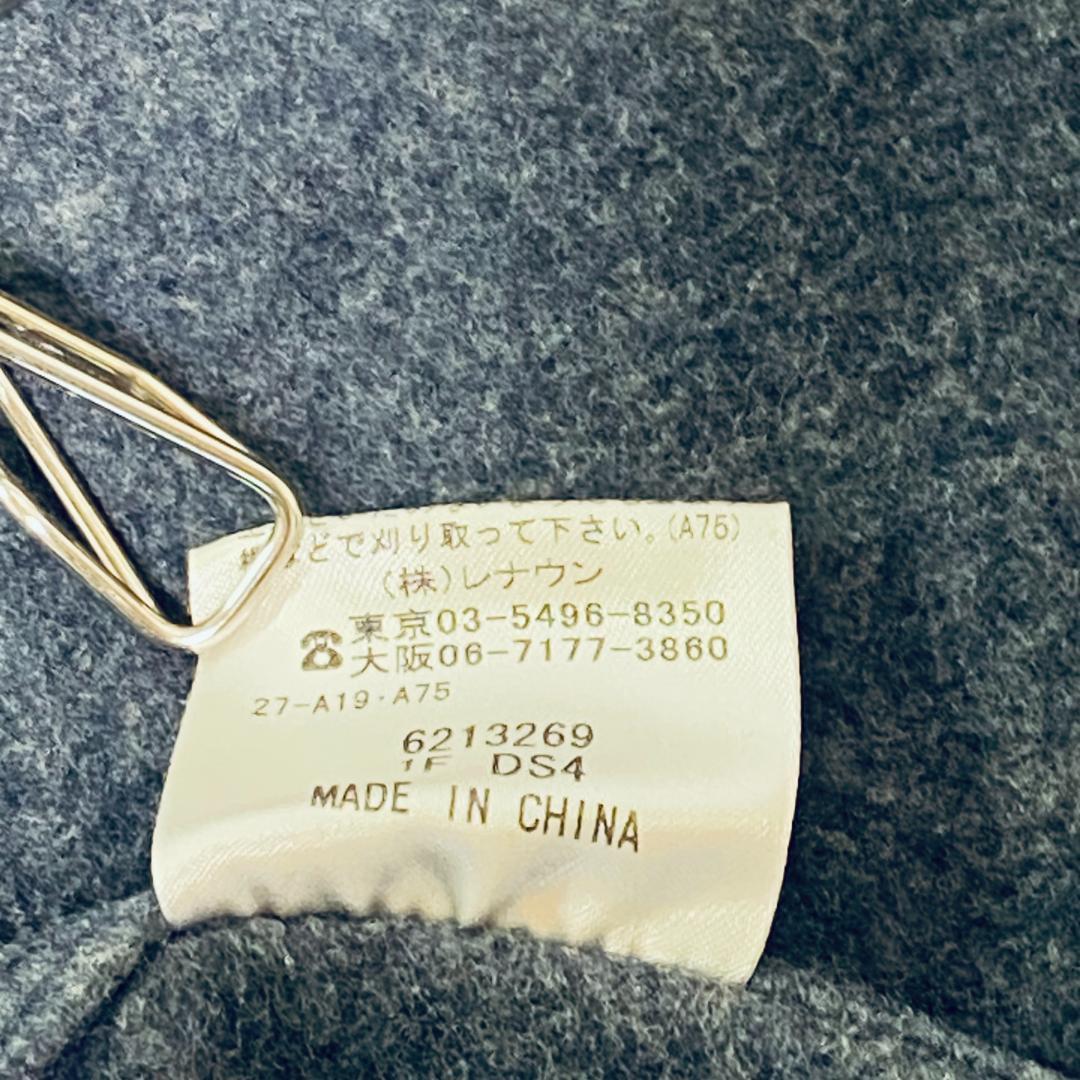 などで刈り取って下さい。(A75)
(株)レナウン
☎ 東京03-5496-8350
大阪06-7177-3860
27-A19・A75
6213269
1F DS4
MADE IN CHINA